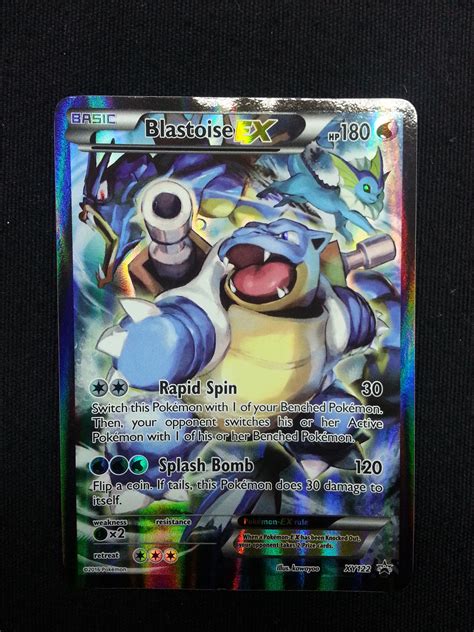 BASIC
Blastoise EX HP180
Rapid Spin 30
Switch this Pokémon with 1 of your Benched Pokémon.
Then, your opponent switches his or her Active
Pokémon with 1 of his or her Benched Pokémon.
Splash Bomb 120
Flip a coin. If tails, this Pokémon does 30 damage to
itself.
weakness resistance
×2
Pokémon-EX rule
When a Pokémon-EX has been Knocked Out,
your opponent takes 2 Prize cards.
retreat
©2016 Pokémon illus. kawayoo XY122